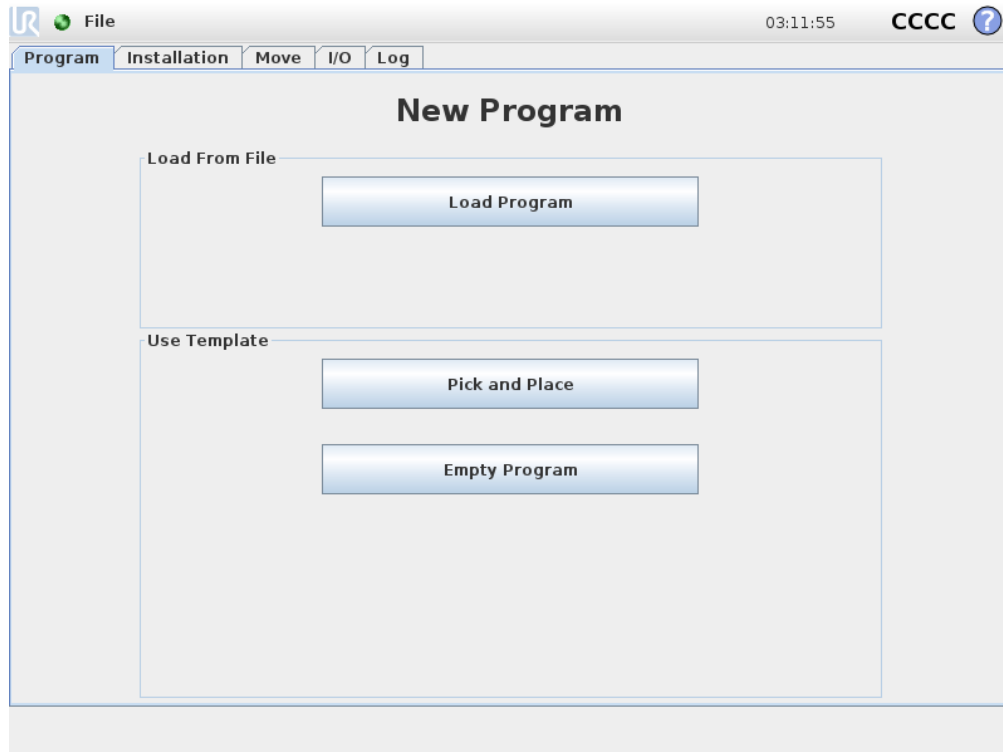 UR File 03:11:55 CCCC ?
Program Installation Move I/O Log
New Program
Load From File
Load Program
Use Template
Pick and Place
Empty Program